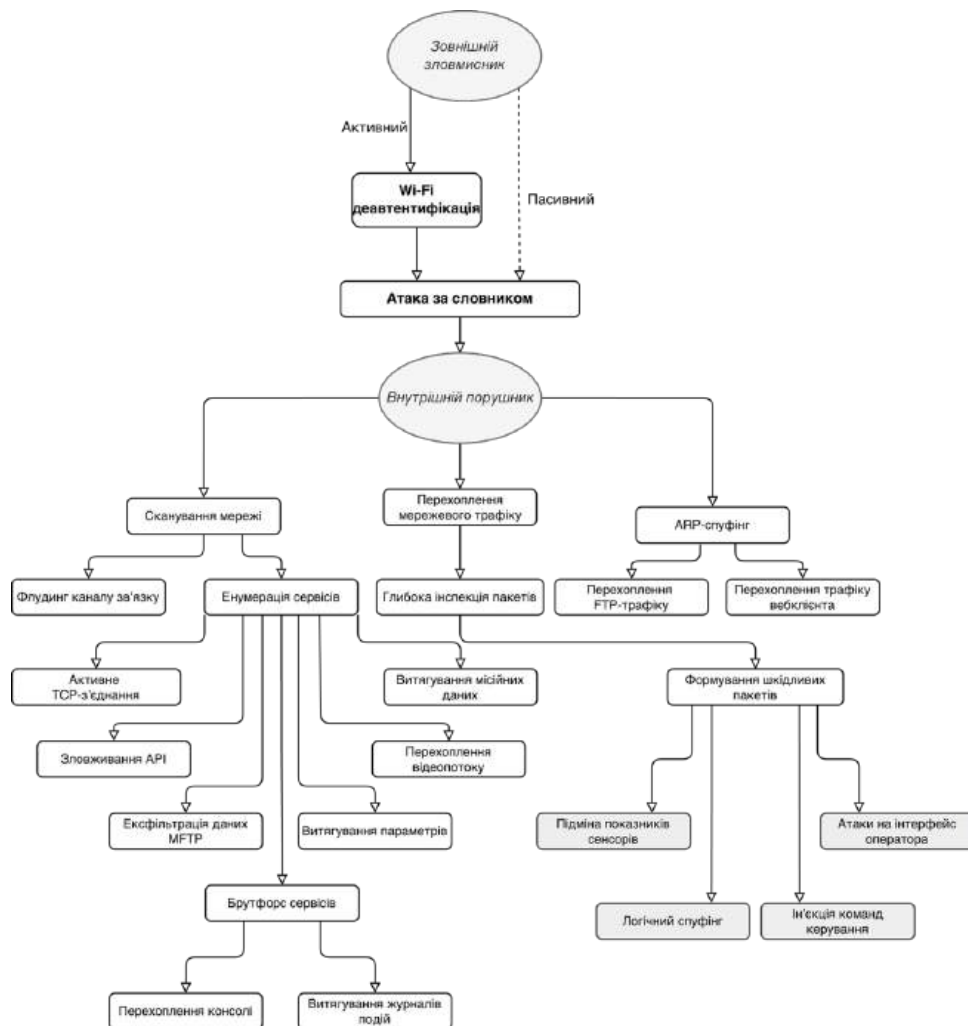 Зовнішній
зловмисник
Активний
Wi-Fi
деавтентифікація
Пасивний
Атака за словником
Внутрішній порушник
Сканування мережі
Перехоплення
мережевого трафіку
ARP-спуфінг
Флудинг каналу зв'язку
Енумерація сервісів
Глибока інспекція пакетів
Перехоплення
FTP-трафіку
Перехоплення трафіку
вебклієнта
Активне
TCP-з'єднання
Витягування місійних
даних
Формування шкідливих
пакетів
Зловживання API
Перехоплення
відеопотоку
Ексфільтрація даних
MFTP
Витягування параметрів
Підміна показників
сенсорів
Атаки на інтерфейс
оператора
Брутфорс сервісів
Логічний спуфінг
Ін'єкція команд
керування
Перехоплення консолі
Витягування журналів
подій